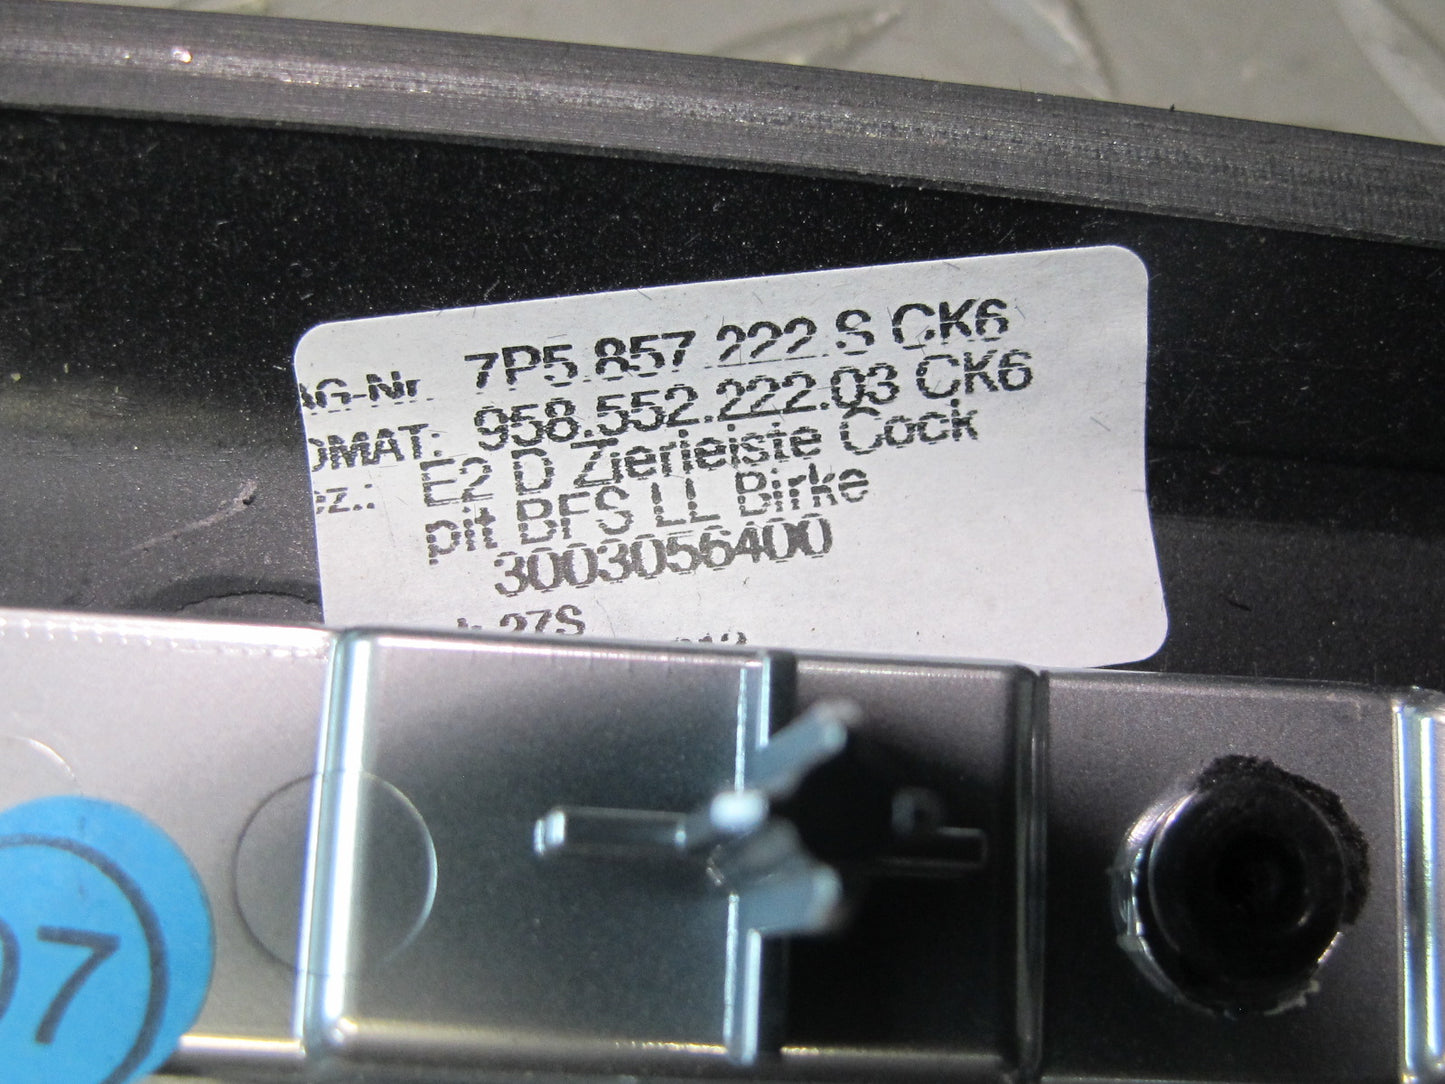 AG-Nr. 7P5.857.222.S CK6
OMAT: 958.552.222.03 CK6
ez.: E2 D Zierleiste Cock
pit BFS LL Birke
3003056400
27S
07